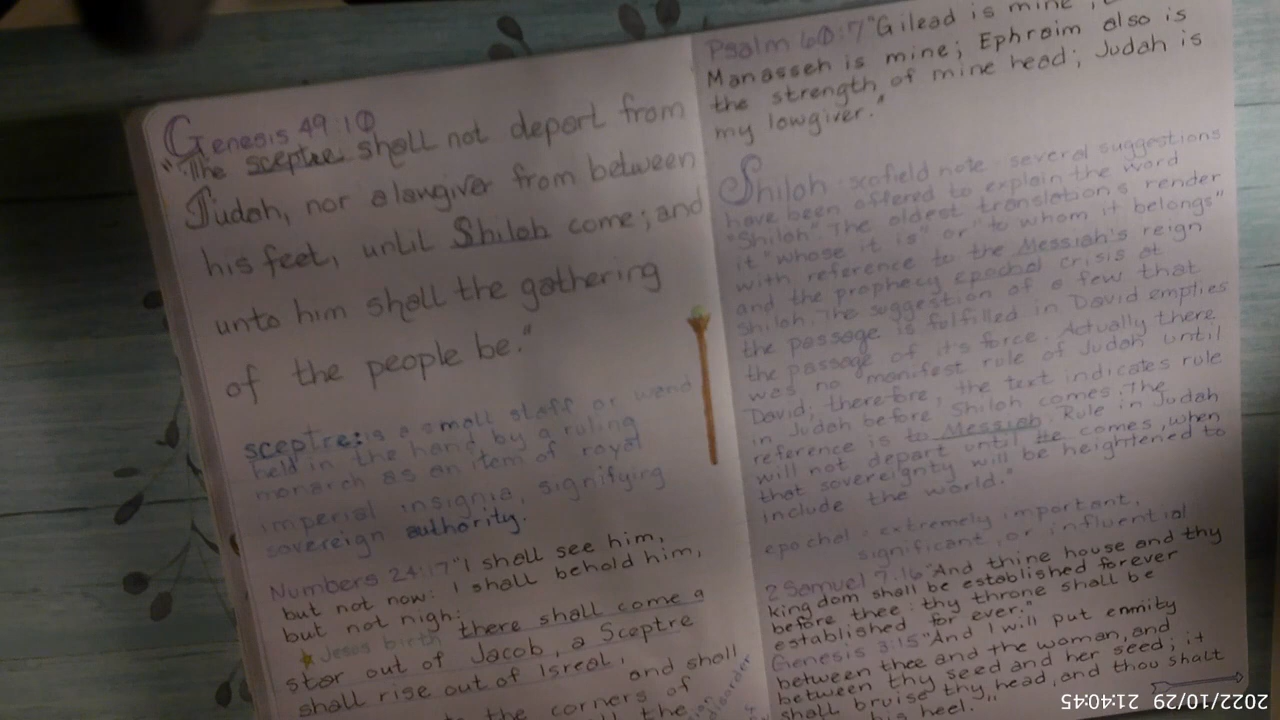 Genesis 49:10
"The sceptre shall not depart from
Judah, nor a lawgiver from between
his feet, until Shiloh come; and
unto him shall the gathering
of the people be."
sceptre: is a small staff or wand
held in the hand by a ruling
monarch as an item of royal
imperial insignia, signifying
sovereign authority.
Numbers 24:17 "I shall see him,
but not now: I shall behold him,
but not nigh:
Jesus birth there shall come a
star out of Jacob, a Sceptre
shall rise out of Isreal,
and shall
the corners of
the
disorder
Psalm 60:7 "Gilead is mine
Manasseh is mine; Ephraim also is
the strength of mine head; Judah is
my lawgiver."
Shiloh: scofield note: several suggestions
have been offered to explain the word
"Shiloh" The oldest translations render
it "whose it is" or "to whom it belongs"
with reference to the Messiah's reign
and the prophecy epochal crisis at
Shiloh. The suggestion of a few that
the passage is fulfilled in David empties
the passage of it's force. Actually there
was no manifest rule of Judah until
David; therefore, the text indicates rule
in Judah before Shiloh comes. The
reference is to Messiah. Rule in Judah
will not depart until He comes, when
that sovereignty will be heightened to
include the world."
epochal: extremely important,
significant, or influential
2 Samuel 7:16 "And thine house and thy
kingdom shall be established forever
before thee: thy throne shall be
established for ever."
Genesis 3:15 "And I will put enmity
between thee and the woman, and
between thy seed and her seed; it
shall bruise thy head, and thou shalt
his heel."
2022/10/29 21:40:45